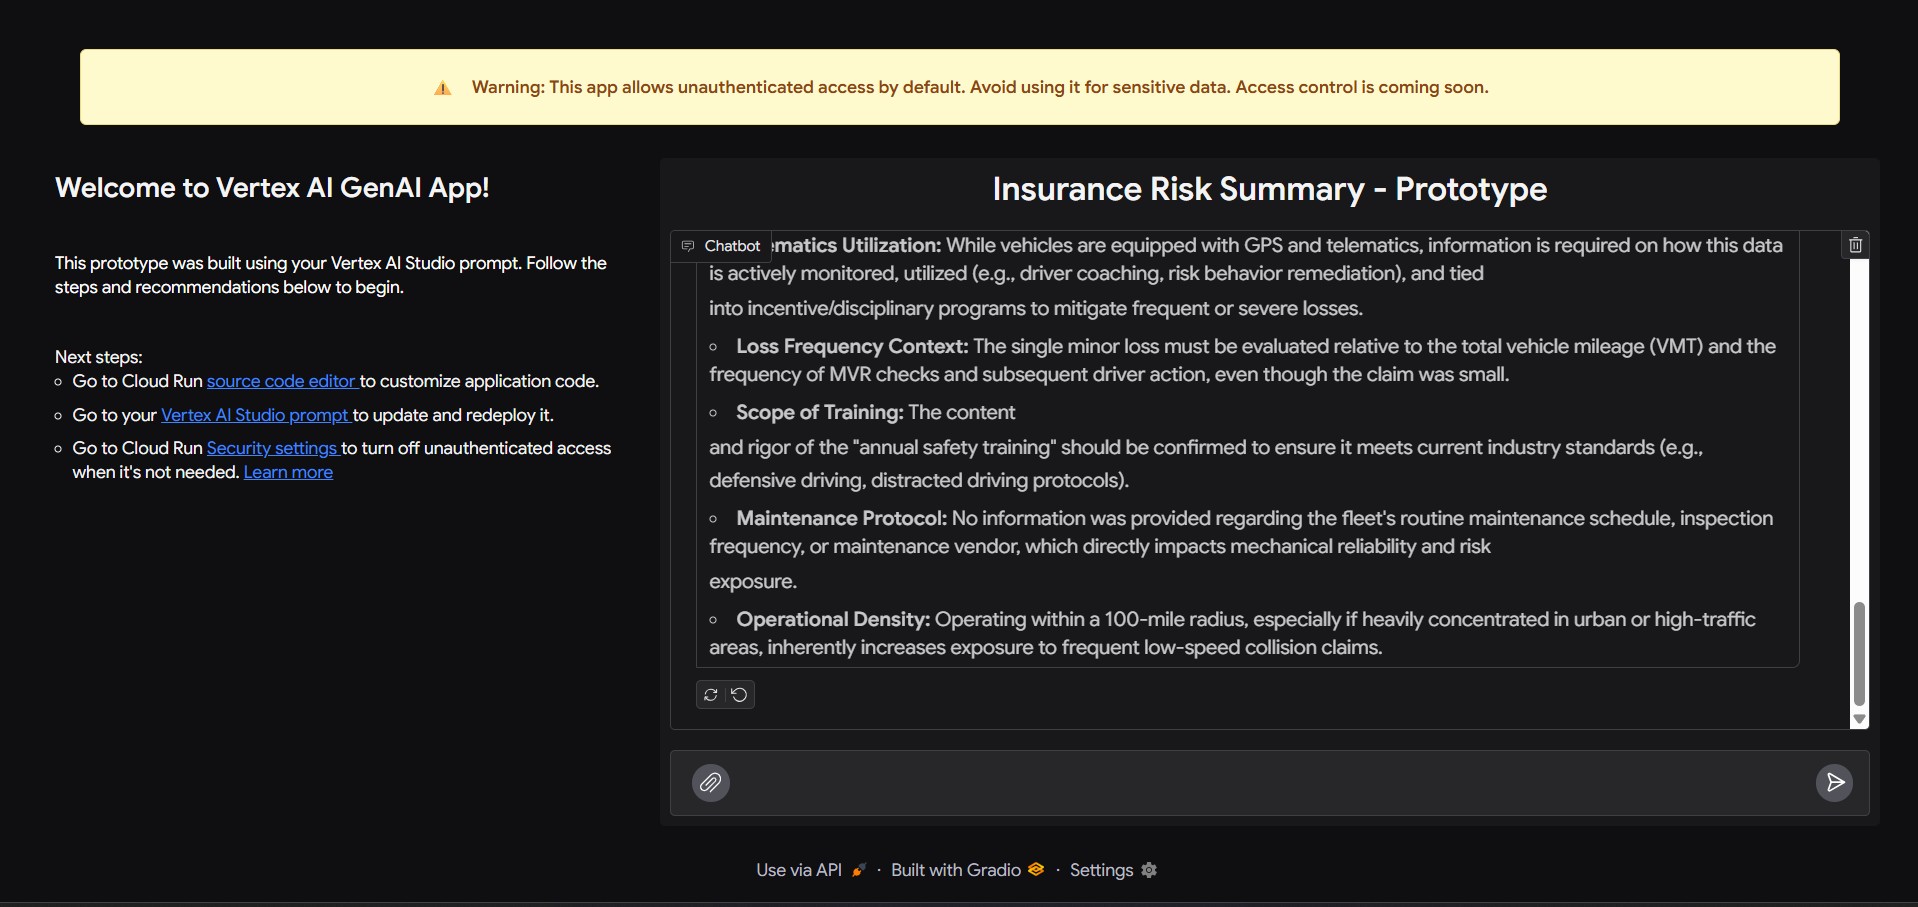 Warning: This app allows unauthenticated access by default. Avoid using it for sensitive data. Access control is coming soon.
Welcome to Vertex AI GenAI App!
This prototype was built using your Vertex AI Studio prompt. Follow the
steps and recommendations below to begin.
Next steps:
Go to Cloud Run source code editor to customize application code.
Go to your Vertex AI Studio prompt to update and redeploy it.
Go to Cloud Run Security settings to turn off unauthenticated access
when it's not needed. Learn more
Insurance Risk Summary - Prototype
Chatbot
ematics Utilization: While vehicles are equipped with GPS and telematics, information is required on how this data
is actively monitored, utilized (e.g., driver coaching, risk behavior remediation), and tied
into incentive/disciplinary programs to mitigate frequent or severe losses.
Loss Frequency Context: The single minor loss must be evaluated relative to the total vehicle mileage (VMT) and the
frequency of MVR checks and subsequent driver action, even though the claim was small.
Scope of Training: The content
and rigor of the "annual safety training" should be confirmed to ensure it meets current industry standards (e.g.,
defensive driving, distracted driving protocols).
Maintenance Protocol: No information was provided regarding the fleet's routine maintenance schedule, inspection
frequency, or maintenance vendor, which directly impacts mechanical reliability and risk
exposure.
Operational Density: Operating within a 100-mile radius, especially if heavily concentrated in urban or high-traffic
areas, inherently increases exposure to frequent low-speed collision claims.
Use via API · Built with Gradio · Settings